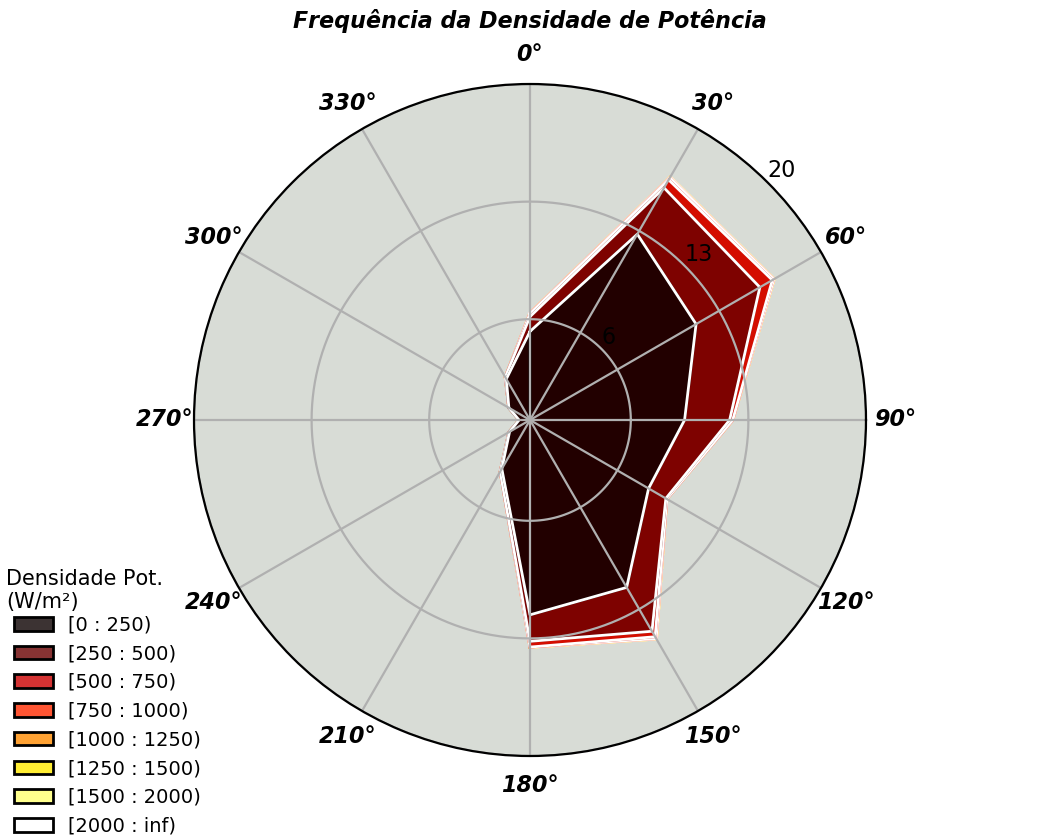 Frequência da Densidade de Potência
0°
330°
30°
20
300°
60°
13
6
270°
90°
240°
120°
210°
150°
180°
Densidade Pot.
(W/m²)
[0 : 250)
[250 : 500)
[500 : 750)
[750 : 1000)
[1000 : 1250)
[1250 : 1500)
[1500 : 2000)
[2000 : inf)